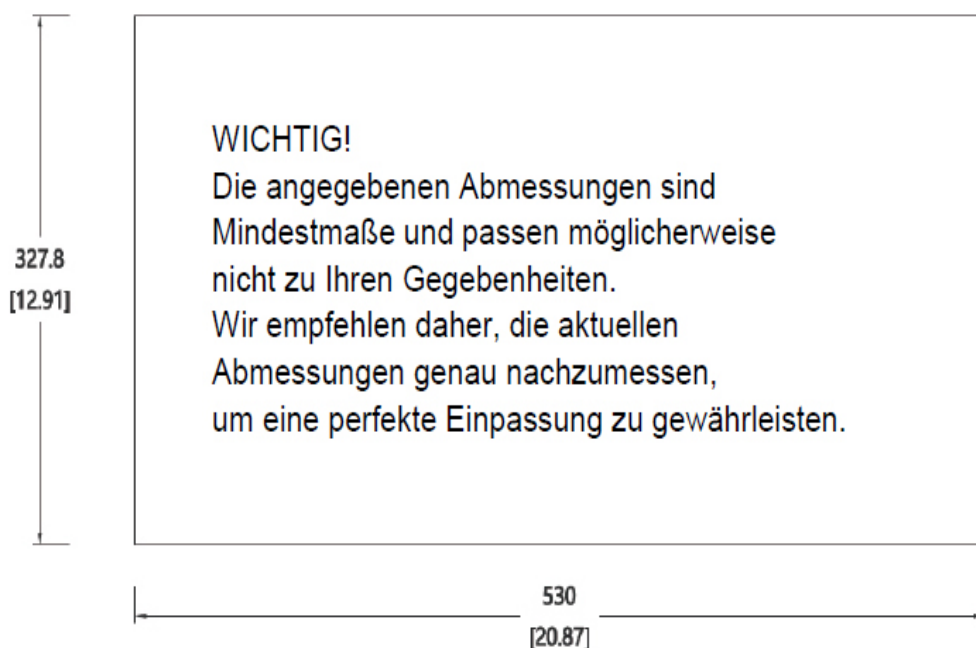 WICHTIG!
Die angegebenen Abmessungen sind
Mindestmaße und passen möglicherweise
nicht zu Ihren Gegebenheiten.
Wir empfehlen daher, die aktuellen
Abmessungen genau nachzumessen,
um eine perfekte Einpassung zu gewährleisten.
327.8
[12.91]
530
[20.87]